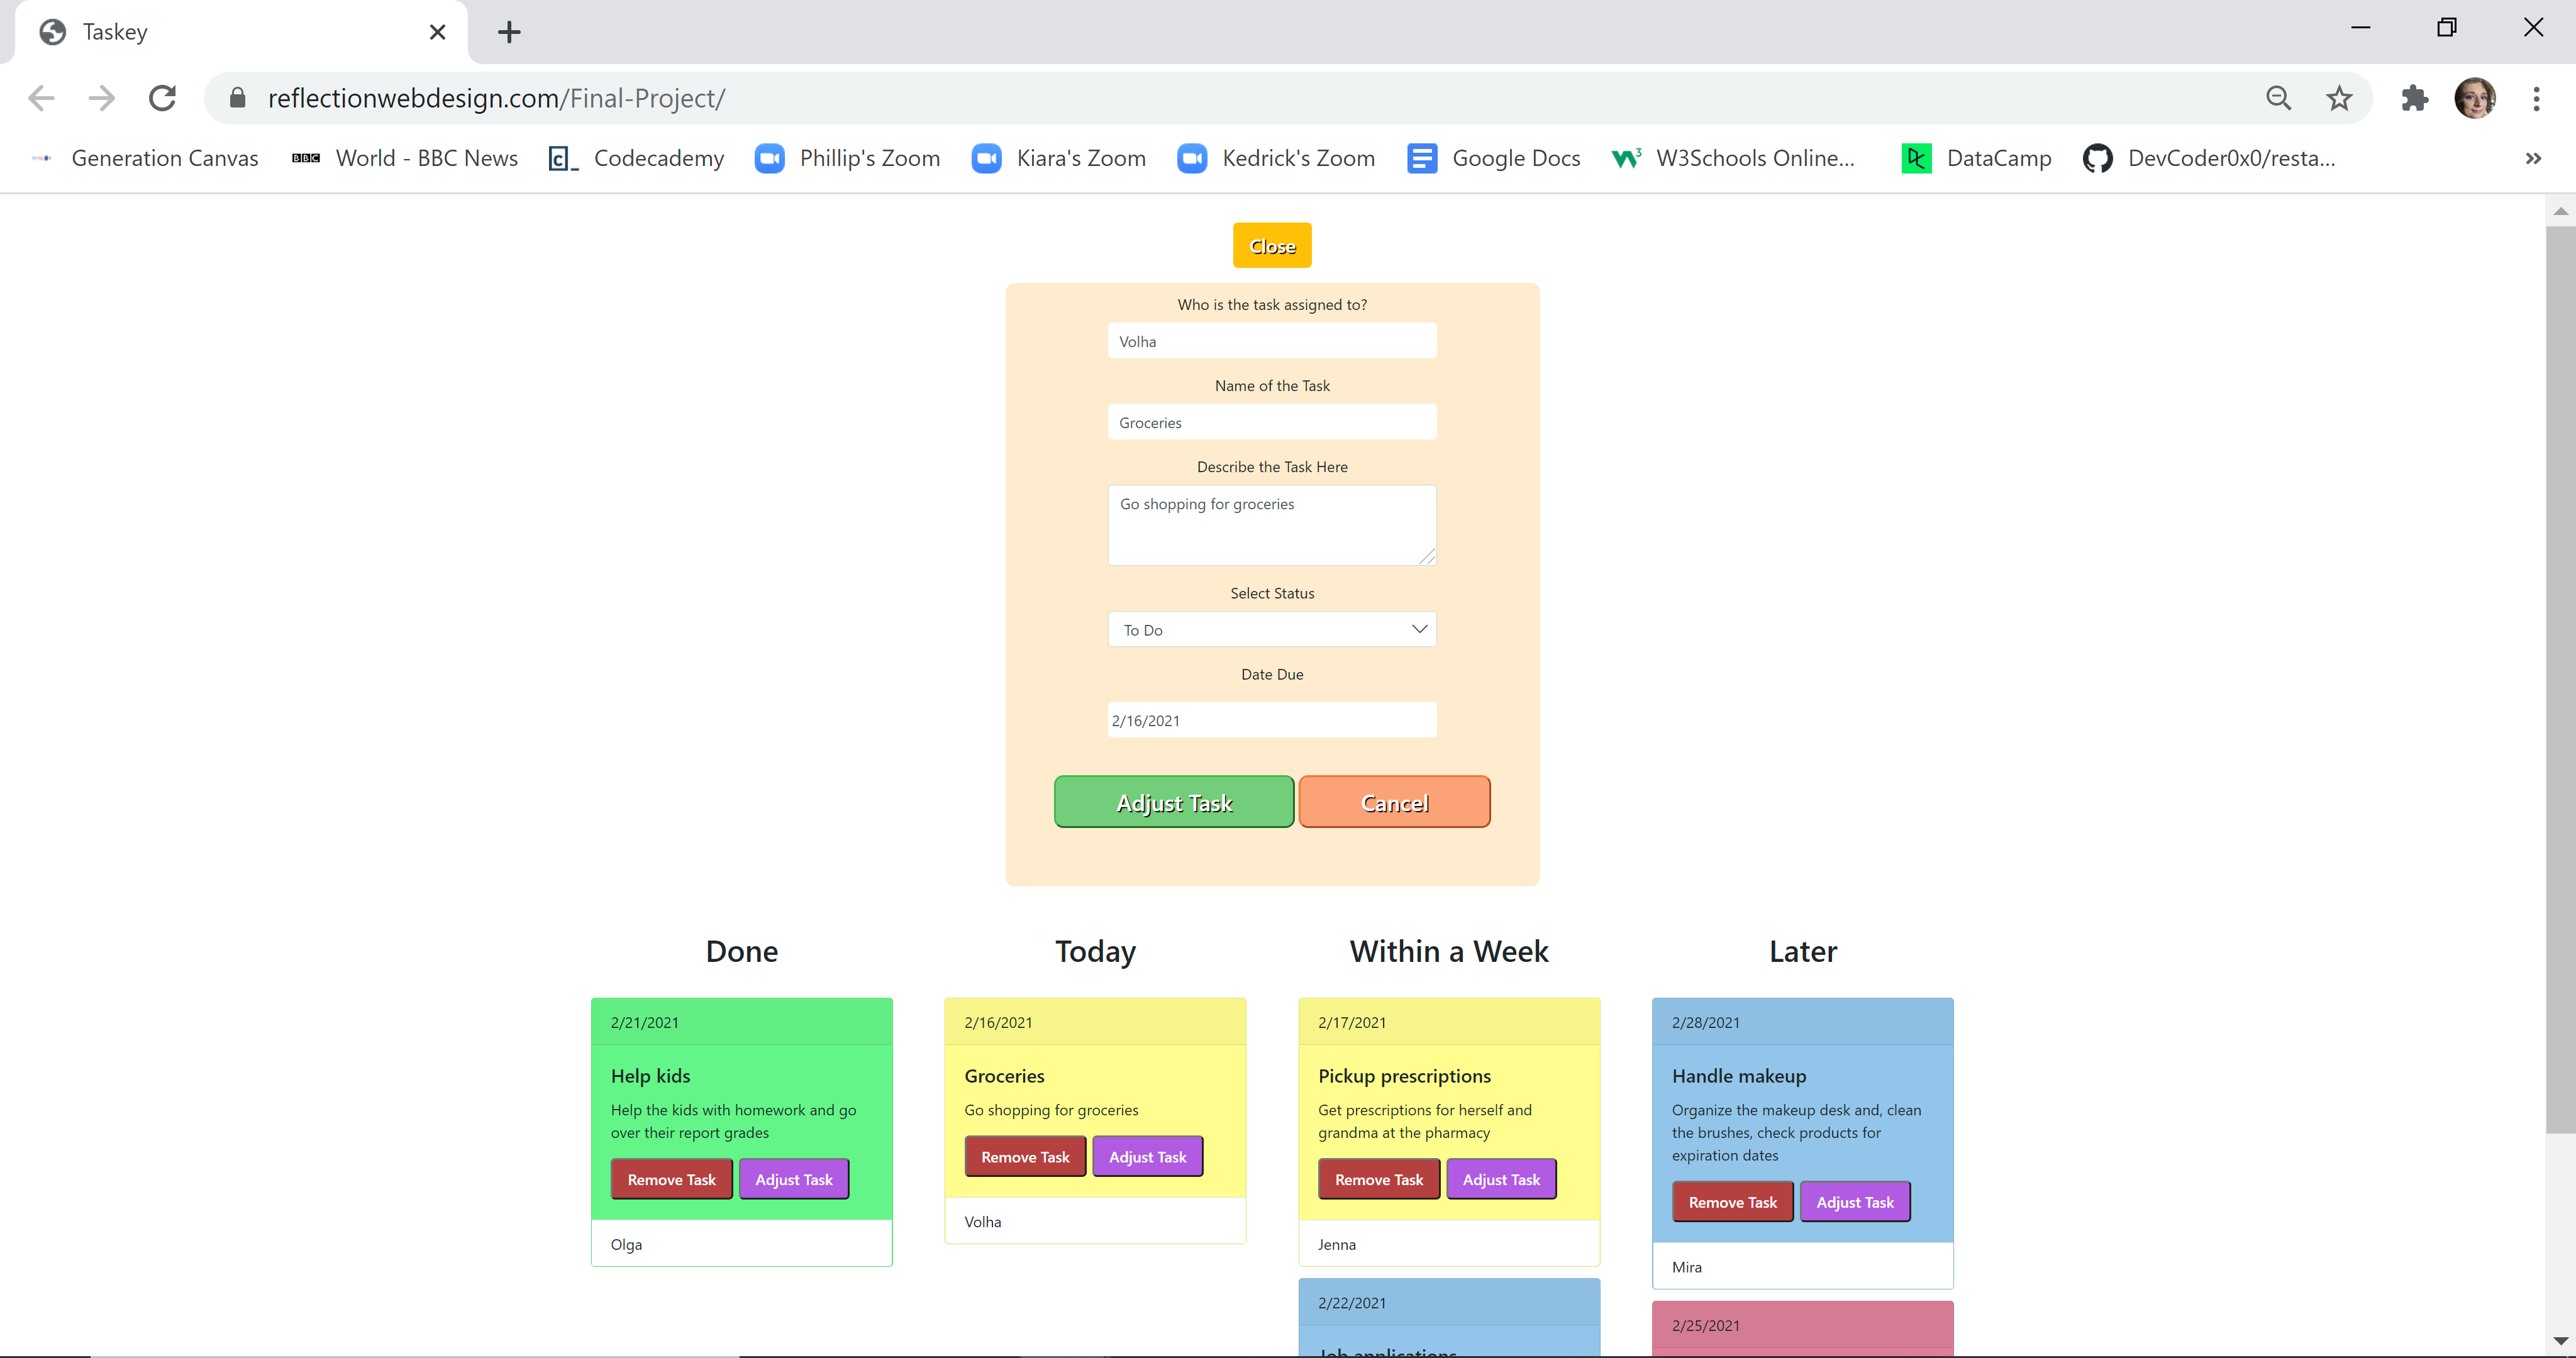 Taskey
reflectionwebdesign.com/Final-Project/
Generation Canvas
BBC World - BBC News
c_ Codecademy
Phillip's Zoom
Kiara's Zoom
Kedrick's Zoom
Google Docs
W3 W3Schools Online...
DataCamp
DevCoder0x0/resta...
Close
Who is the task assigned to?
Volha
Name of the Task
Groceries
Describe the Task Here
Go shopping for groceries
Select Status
To Do
Date Due
2/16/2021
Adjust Task
Cancel
Done
2/21/2021
Help kids
Help the kids with homework and go
over their report grades
Remove Task
Adjust Task
Olga
Today
2/16/2021
Groceries
Go shopping for groceries
Remove Task
Adjust Task
Volha
Within a Week
2/17/2021
Pickup prescriptions
Get prescriptions for herself and
grandma at the pharmacy
Remove Task
Adjust Task
Jenna
2/22/2021
Job applications
Later
2/28/2021
Handle makeup
Organize the makeup desk and, clean
the brushes, check products for
expiration dates
Remove Task
Adjust Task
Mira
2/25/2021